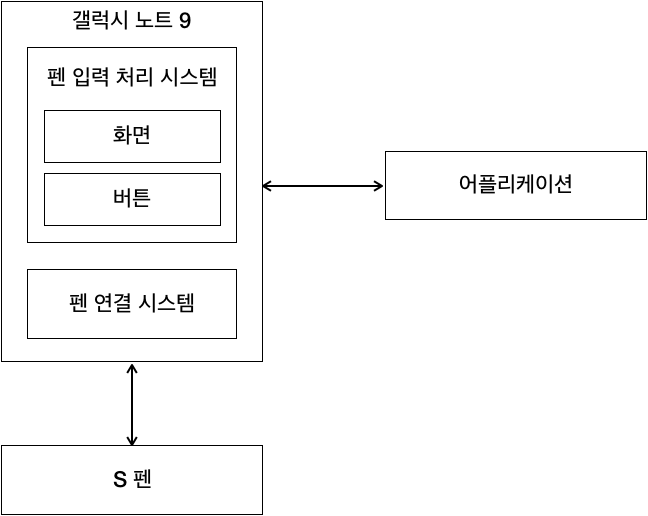 갤럭시 노트 9
펜 입력 처리 시스템
화면
버튼
어플리케이션
펜 연결 시스템
S 펜